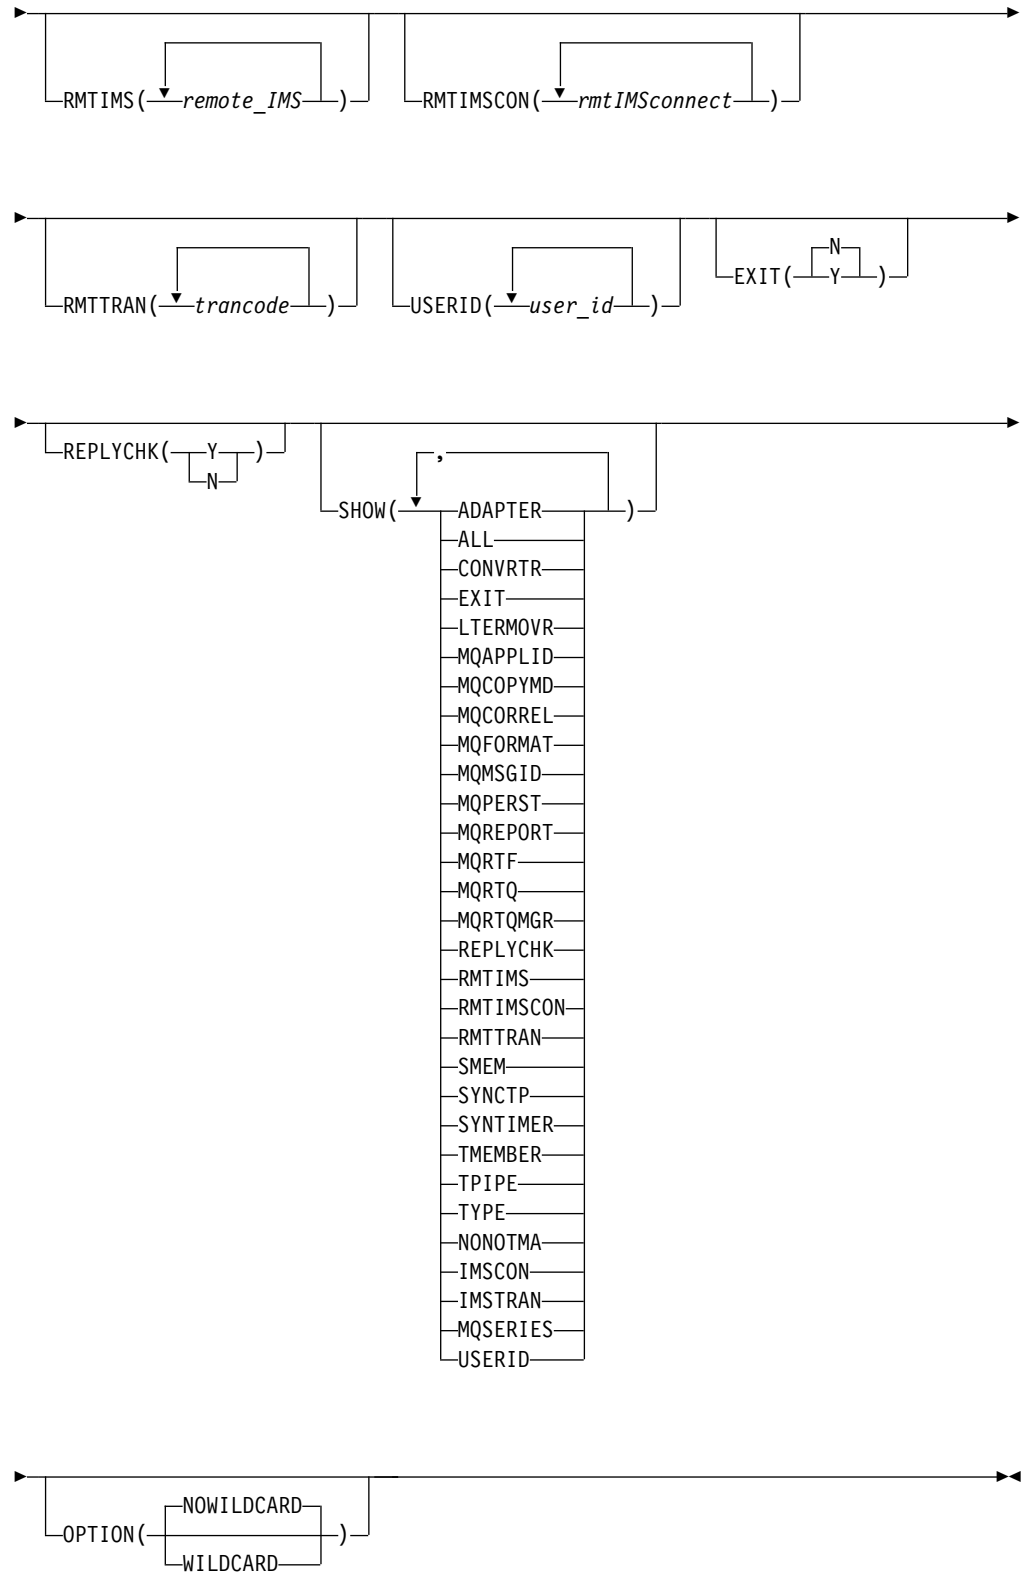 RMTIMS( remote_IMS ) RMTIMSCON( rmtIMSconnect )
N
RMTTRAN( trancode ) USERID( user_id ) EXIT( Y )
REPLYCHK( Y )
N
,
SHOW( ADAPTER )
ALL
CONVRTR
EXIT
LTERMOVR
MQAPPLID
MQCOPYMD
MQCORREL
MQFORMAT
MQMSGID
MQPERST
MQREPORT
MQRTF
MQRTQ
MQRTQMGR
REPLYCHK
RMTIMS
RMTIMSCON
RMTTRAN
SMEM
SYNCTP
SYNTIMER
TMEMBER
TPIPE
TYPE
NONOTMA
IMSCON
IMSTRAN
MQSERIES
USERID
NOWILDCARD
OPTION( )
WILDCARD